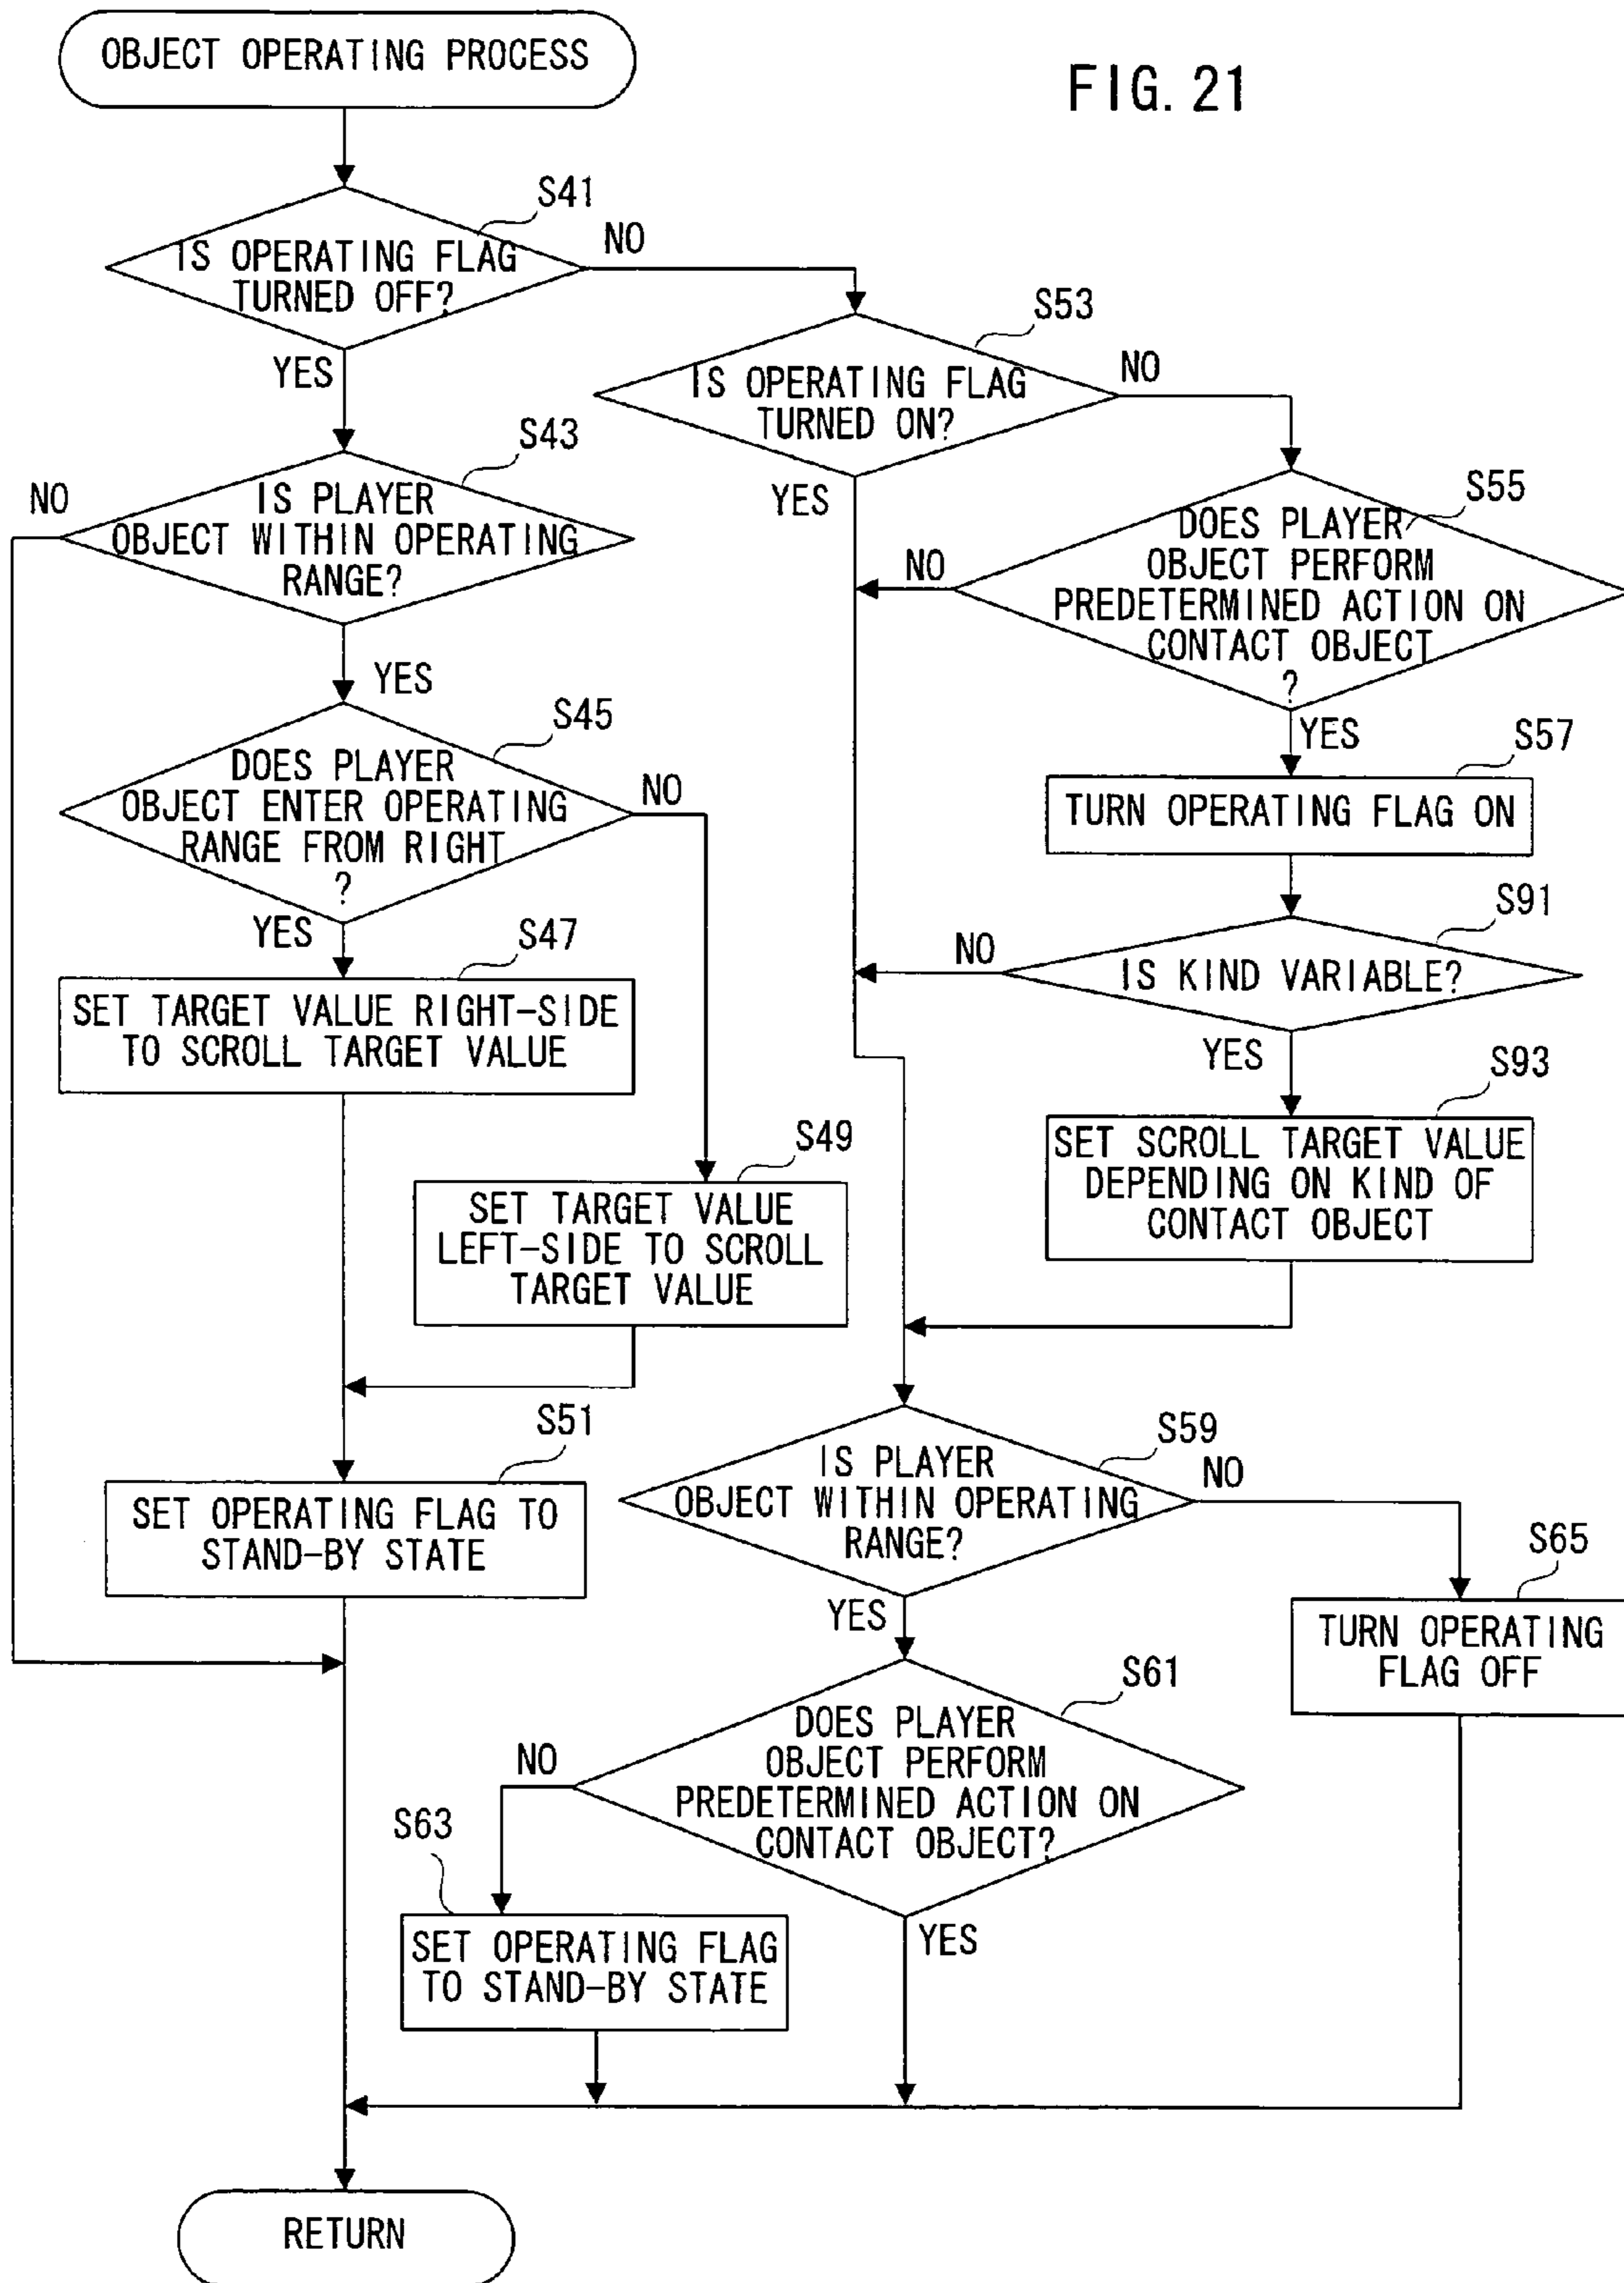 OBJECT OPERATING PROCESS
FIG. 21
S41
IS OPERATING FLAG
TURNED OFF?
NO
YES
S53
IS OPERATING FLAG
TURNED ON?
NO
YES
S43
IS PLAYER
OBJECT WITHIN OPERATING
RANGE?
NO
YES
S55
DOES PLAYER
OBJECT PERFORM
PREDETERMINED ACTION ON
CONTACT OBJECT
?
NO
YES
S45
DOES PLAYER
OBJECT ENTER OPERATING
RANGE FROM RIGHT
?
NO
YES
S57
TURN OPERATING FLAG ON
S91
IS KIND VARIABLE?
NO
YES
S47
SET TARGET VALUE RIGHT-SIDE
TO SCROLL TARGET VALUE
S93
SET SCROLL TARGET VALUE
DEPENDING ON KIND OF
CONTACT OBJECT
S49
SET TARGET VALUE
LEFT-SIDE TO SCROLL
TARGET VALUE
S51
SET OPERATING FLAG TO
STAND-BY STATE
S59
IS PLAYER
OBJECT WITHIN OPERATING
RANGE?
NO
YES
S65
TURN OPERATING
FLAG OFF
S61
DOES PLAYER
OBJECT PERFORM
PREDETERMINED ACTION ON
CONTACT OBJECT?
NO
YES
S63
SET OPERATING FLAG
TO STAND-BY STATE
RETURN